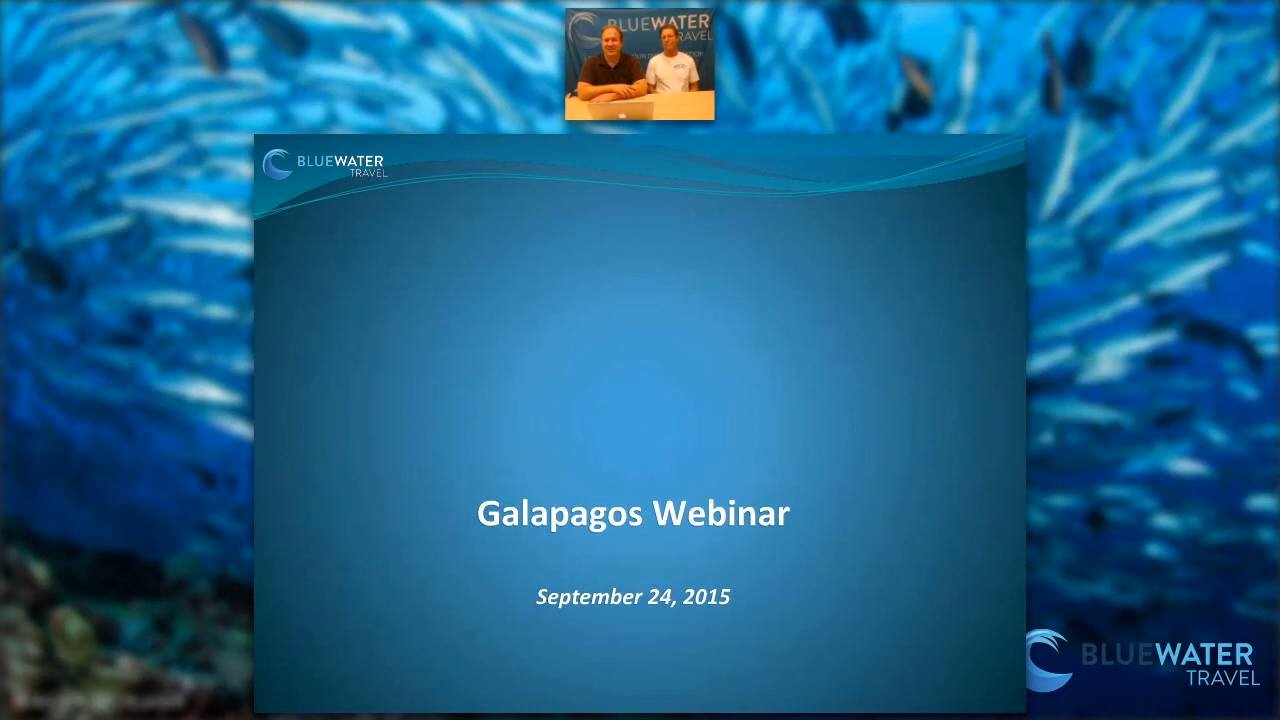 BLUEWATER
TRAVEL
BLUEWATER
TRAVEL
Galapagos Webinar
September 24, 2015
BLUEWATER
TRAVEL